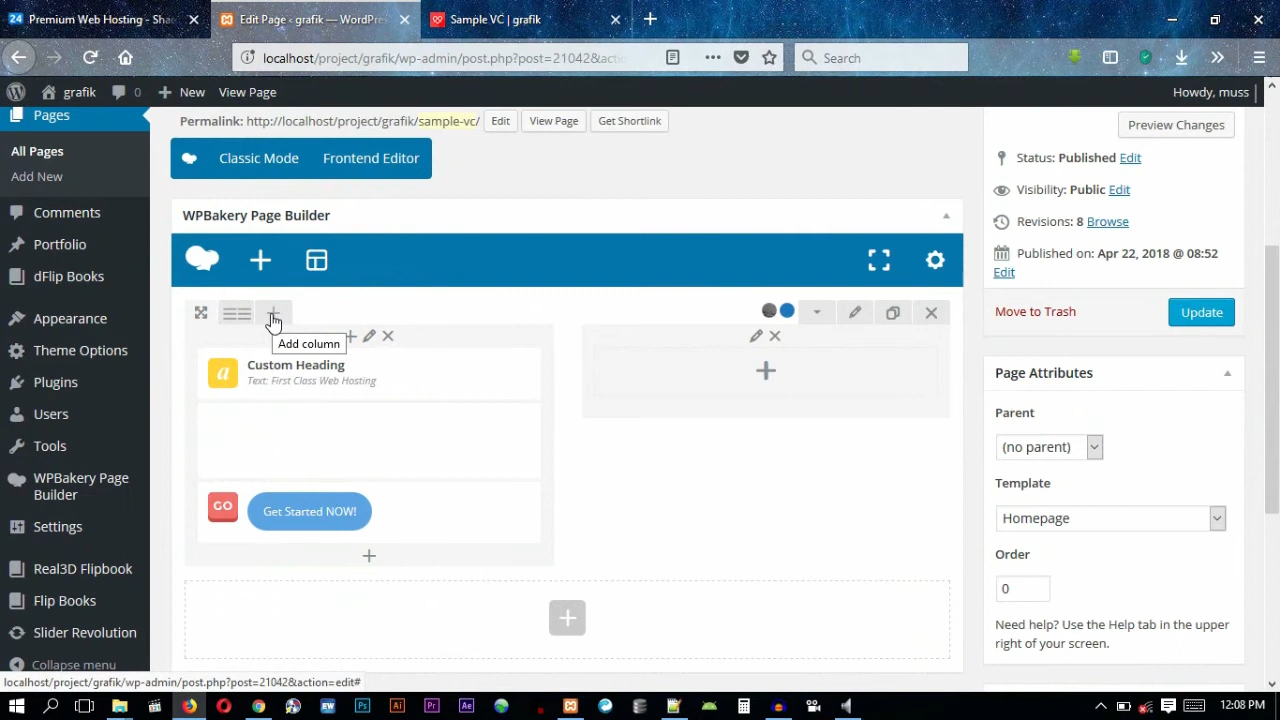 24 Premium Web Hosting - Sha
Edit Page ‹ grafik — WordPre
Sample VC | grafik
localhost/project/grafik/wp-admin/post.php?post=21042&actio
Search
grafik
0
New
View Page
Howdy, muss
Pages
All Pages
Add New
Comments
Portfolio
dFlip Books
Appearance
Theme Options
Plugins
Users
Tools
WPBakery Page
Builder
Settings
Real3D Flipbook
Flip Books
Slider Revolution
Collapse menu
Permalink: http://localhost/project/grafik/sample-vc/
Edit
View Page
Get Shortlink
Classic Mode
Frontend Editor
WPBakery Page Builder
Add column
a
Custom Heading
Text: First Class Web Hosting
GO
Get Started NOW!
Preview Changes
Status: Published Edit
Visibility: Public Edit
Revisions: 8 Browse
Published on: Apr 22, 2018 @ 08:52
Edit
Move to Trash
Update
Page Attributes
Parent
(no parent)
Template
Homepage
Order
0
Need help? Use the Help tab in the upper
right of your screen.
localhost/project/grafik/wp-admin/post.php?post=21042&action=edit#
EW
Ps
Ai
Pr
Ae
12:08 PM